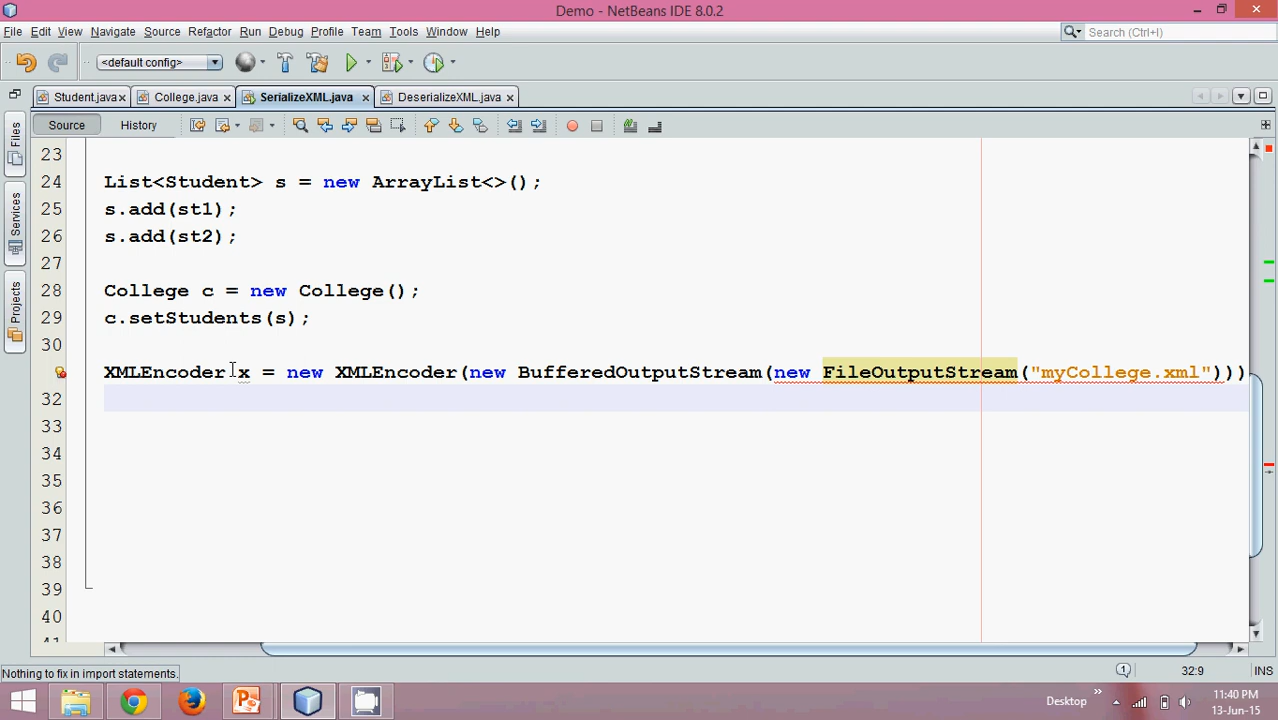 Demo - NetBeans IDE 8.0.2
File Edit View Navigate Source Refactor Run Debug Profile Team Tools Window Help
Search (Ctrl+I)
<default config>
Student.java College.java SerializeXML.java DeserializeXML.java
Source History
Files
Services
Projects
23
24 List<Student> s = new ArrayList<>();
25 s.add(st1);
26 s.add(st2);
27
28 College c = new College();
29 c.setStudents(s);
30
XMLEncoder x = new XMLEncoder(new BufferedOutputStream(new FileOutputStream("myCollege.xml")))
32
33
34
35
36
37
38
39
40
41
Nothing to fix in import statements.
1 32:9 INS
Desktop
11:40 PM
13-Jun-15